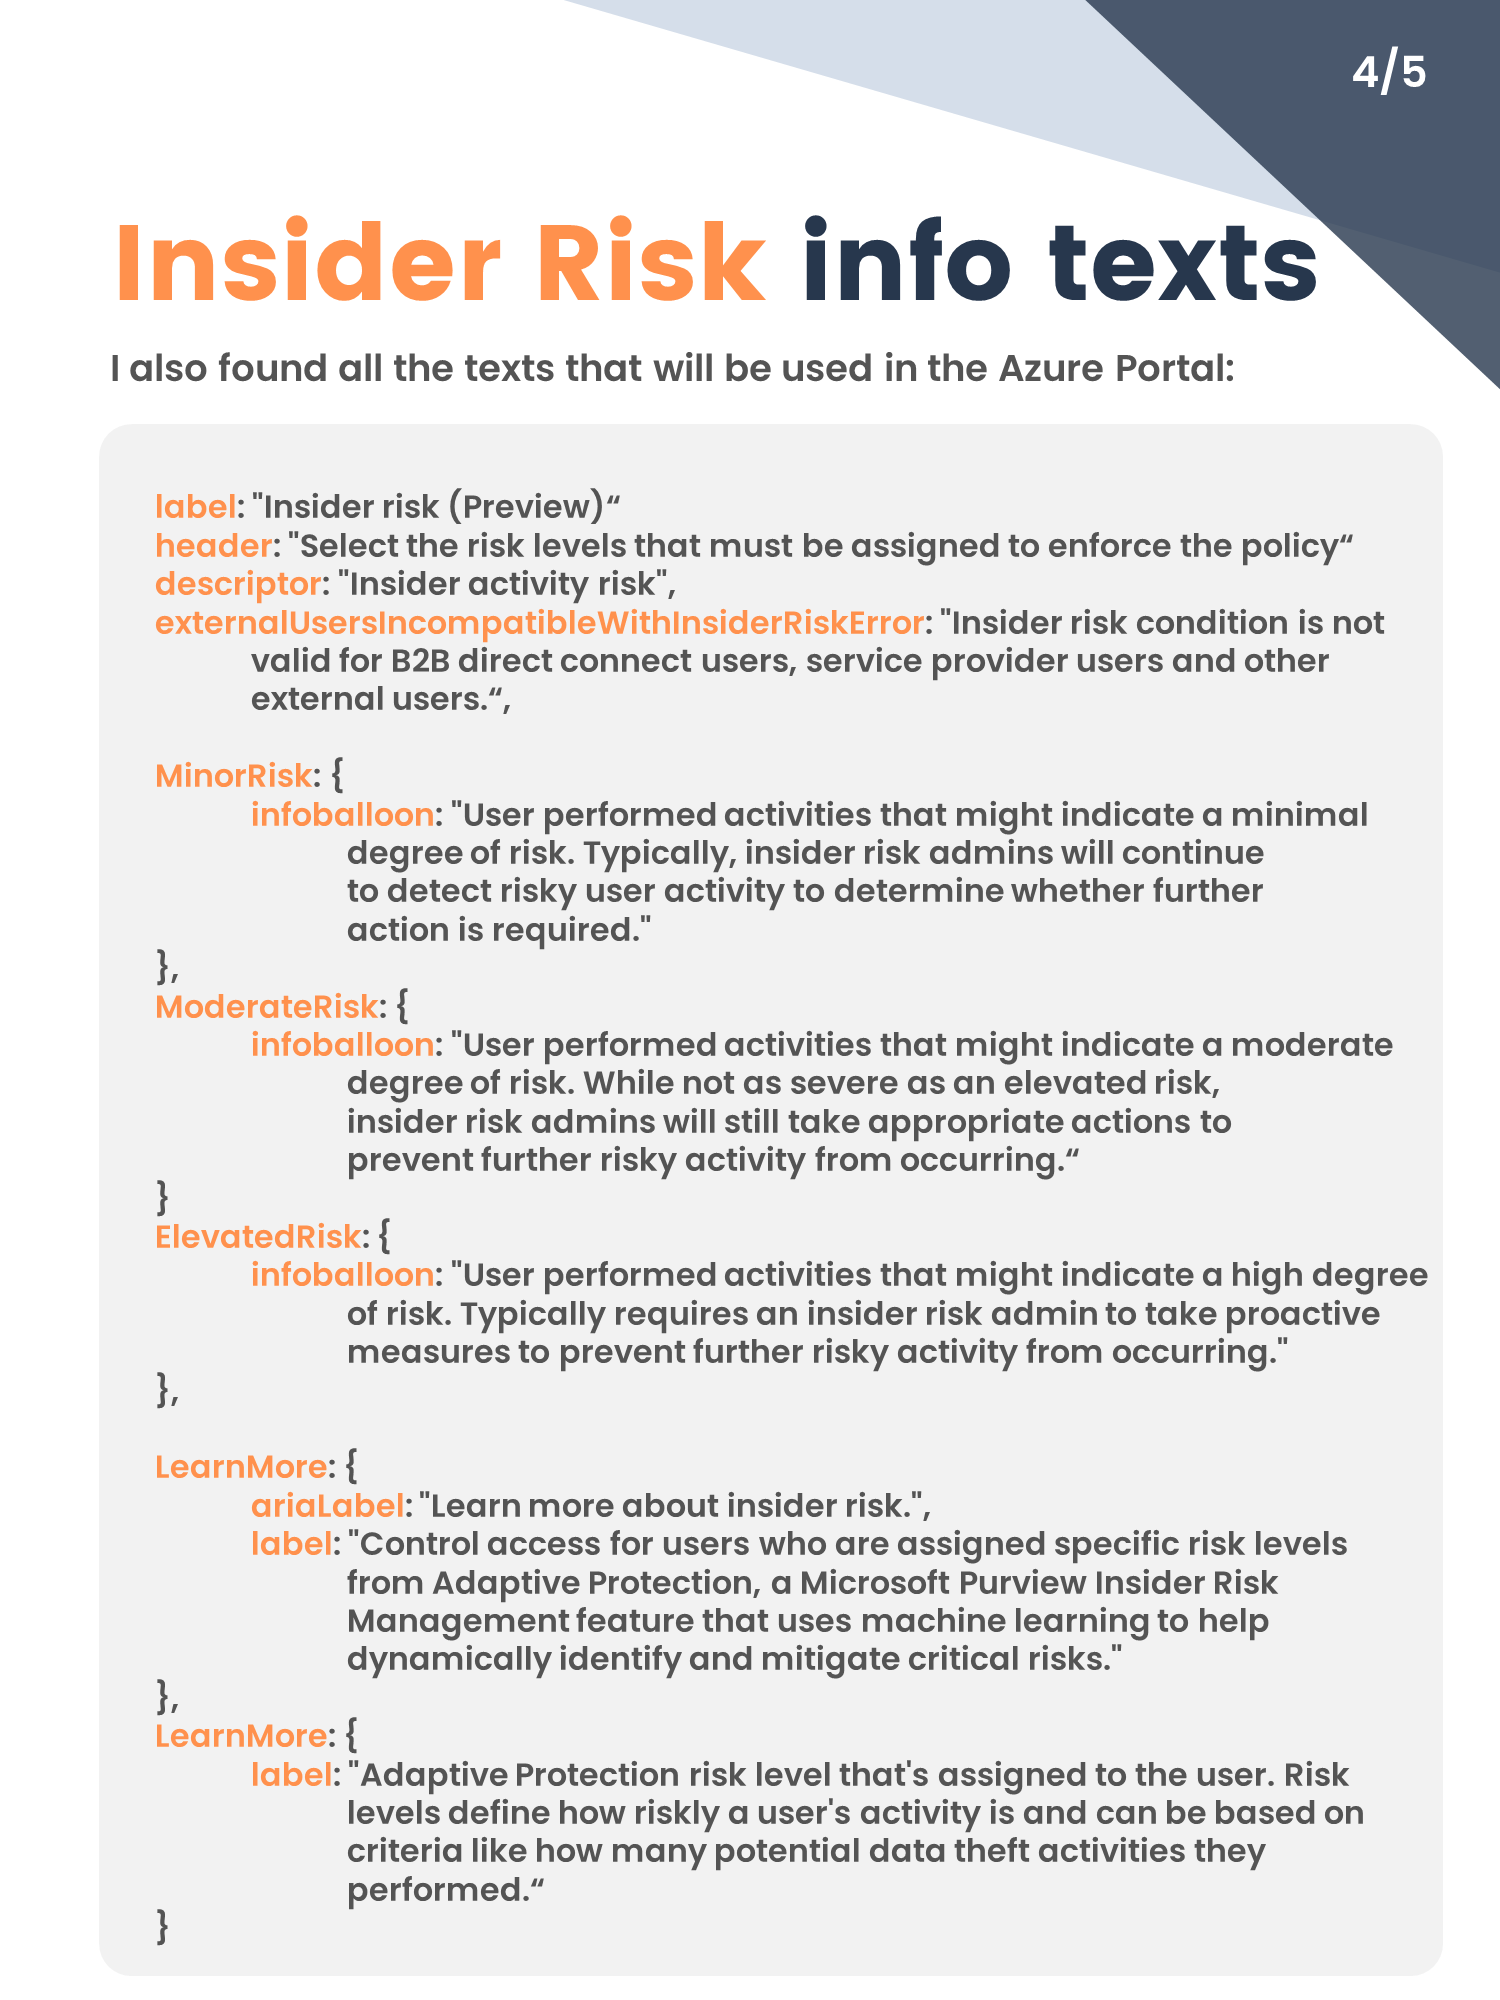 4/5
Insider Risk info texts
I also found all the texts that will be used in the Azure Portal:
label: "Insider risk (Preview)“
header: "Select the risk levels that must be assigned to enforce the policy“
descriptor: "Insider activity risk",
externalUsersIncompatibleWithInsiderRiskError: "Insider risk condition is not
valid for B2B direct connect users, service provider users and other
external users.“,
MinorRisk: {
infoballoon: "User performed activities that might indicate a minimal
degree of risk. Typically, insider risk admins will continue
to detect risky user activity to determine whether further
action is required."
},
ModerateRisk: {
infoballoon: "User performed activities that might indicate a moderate
degree of risk. While not as severe as an elevated risk,
insider risk admins will still take appropriate actions to
prevent further risky activity from occurring.“
}
ElevatedRisk: {
infoballoon: "User performed activities that might indicate a high degree
of risk. Typically requires an insider risk admin to take proactive
measures to prevent further risky activity from occurring."
},
LearnMore: {
ariaLabel: "Learn more about insider risk.",
label: "Control access for users who are assigned specific risk levels
from Adaptive Protection, a Microsoft Purview Insider Risk
Management feature that uses machine learning to help
dynamically identify and mitigate critical risks."
},
LearnMore: {
label: "Adaptive Protection risk level that's assigned to the user. Risk
levels define how riskly a user's activity is and can be based on
criteria like how many potential data theft activities they
performed.“
}